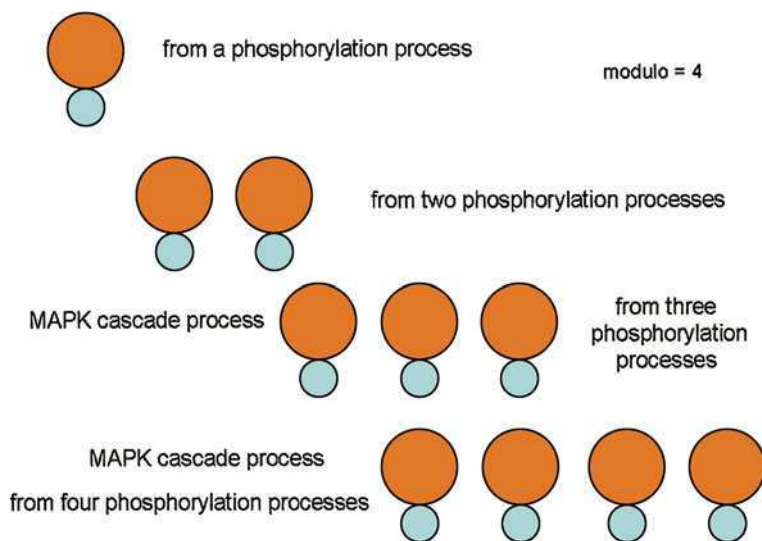 from a phosphorylation process
modulo = 4
from two phosphorylation processes
MAPK cascade process
from three
phosphorylation
processes
MAPK cascade process
from four phosphorylation processes